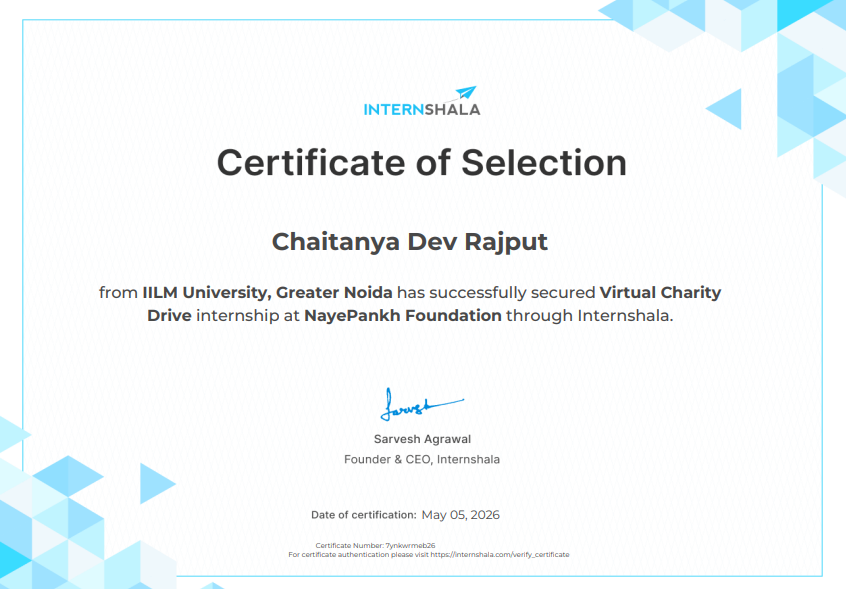 INTERNSHALA
Certificate of Selection
Chaitanya Dev Rajput
from IILM University, Greater Noida has successfully secured Virtual Charity
Drive internship at NayePankh Foundation through Internshala.
Sarvesh
Sarvesh Agrawal
Founder & CEO, Internshala
Date of certification: May 05, 2026
Certificate Number: 7ynkwrmeb26
For certificate authentication please visit https://internshala.com/verify_certificate